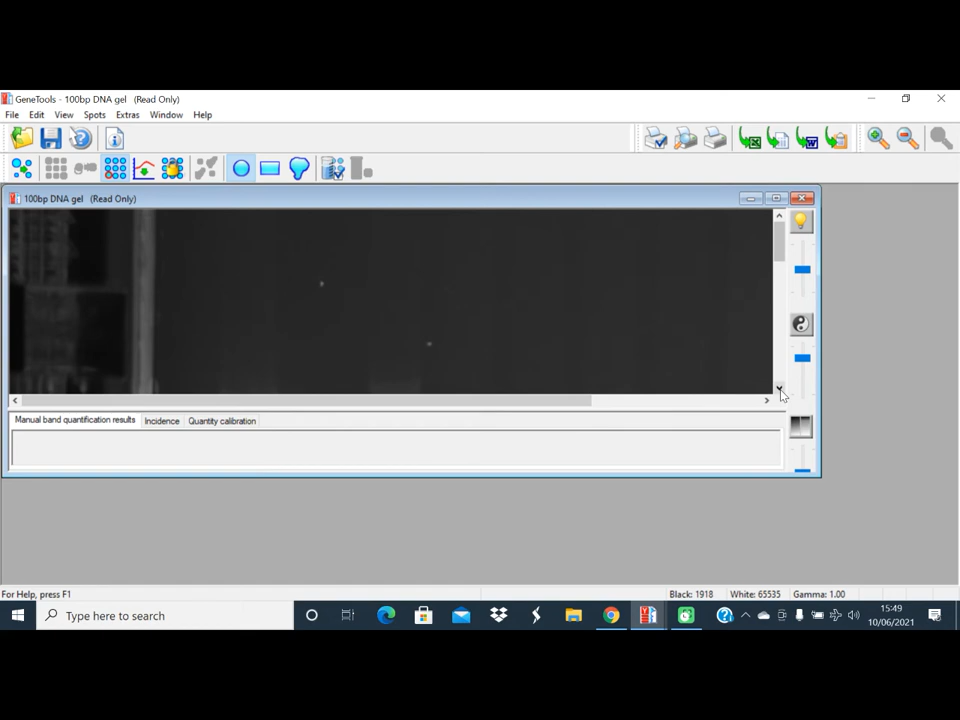 GeneTools - 100bp DNA gel (Read Only)
File Edit View Spots Extras Window Help
100bp DNA gel (Read Only)
Manual band quantification results Incidence Quantity calibration
For Help, press F1 Black: 1918 White: 65535 Gamma: 1.00
Type here to search
15:49
10/06/2021